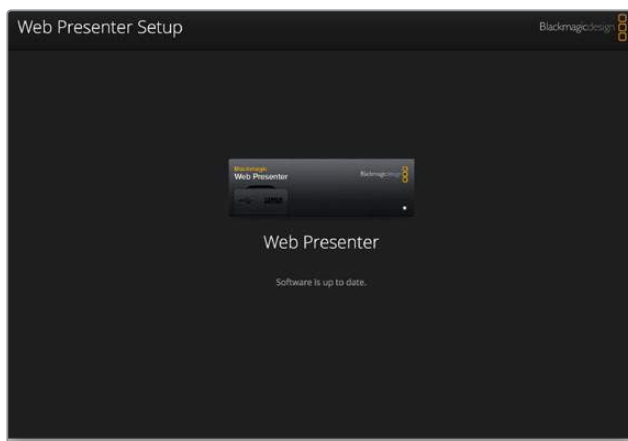 Web Presenter Setup
Blackmagicdesign
Blackmagic
Web Presenter
Blackmagicdesign
Web Presenter
Software is up to date.